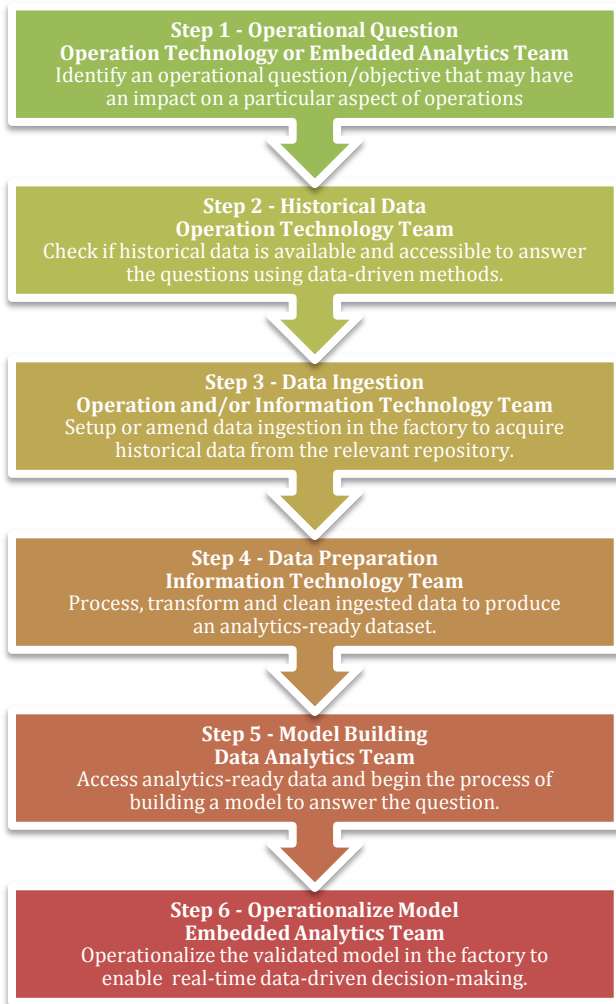 Step 1 - Operational Question
Operation Technology or Embedded Analytics Team
Identify an operational question/objective that may have
an impact on a particular aspect of operations
Step 2 - Historical Data
Operation Technology Team
Check if historical data is available and accessible to answer
the questions using data-driven methods.
Step 3 - Data Ingestion
Operation and/or Information Technology Team
Setup or amend data ingestion in the factory to acquire
historical data from the relevant repository.
Step 4 - Data Preparation
Information Technology Team
Process, transform and clean ingested data to produce
an analytics-ready dataset.
Step 5 - Model Building
Data Analytics Team
Access analytics-ready data and begin the process of
building a model to answer the question.
Step 6 - Operationalize Model
Embedded Analytics Team
Operationalize the validated model in the factory to
enable real-time data-driven decision-making.